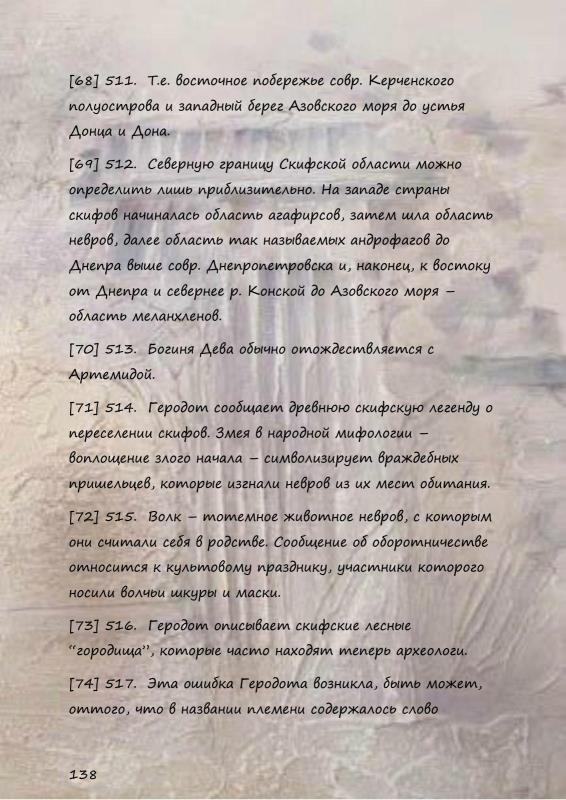 [68] 511.  Т.е. восточное побережье совр. Керченского
полуострова и западный берег Азовского моря до устья
Донца и Дона.
[69] 512.  Северную границу Скифской области можно
определить лишь приблизительно. На западе страны
скифов начиналась область агафирсов, затем шла область
невров, далее область так называемых андрофагов до
Днепра выше совр. Днепропетровска и, наконец, к востоку
от Днепра и севернее р. Конской до Азовского моря –
область меланхленов.
[70] 513.  Богиня Дева обычно отождествляется с
Артемидой.
[71] 514.  Геродот сообщает древнюю скифскую легенду о
переселении скифов. Змея в народной мифологии –
воплощение злого начала – символизирует враждебных
пришельцев, которые изгнали невров из их мест обитания.
[72] 515.  Волк – тотемное животное невров, с которым
они считали себя в родстве. Сообщение об оборотничестве
относится к культовому празднику, участники которого
носили волчьи шкуры и маски.
[73] 516.  Геродот описывает скифские лесные
“городища”, которые часто находят теперь археологи.
[74] 517.  Эта ошибка Геродота возникла, быть может,
оттого, что в названии племени содержалось слово
138